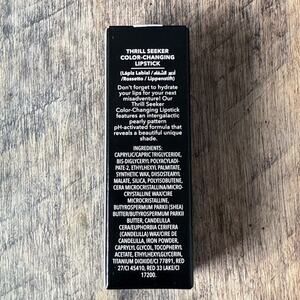 THRILL SEEKER
COLOR-CHANGING
LIPSTICK
(Lápiz Labial / أحمر الشفاه/
/Rossetto / Lippenstift)
Don't forget to hydrate
your lips for your next
misadventure! Our
Thrill Seeker
Color-Changing Lipstick
features an intergalactic
pearly pattern
pH-activated formula that
reveals a beautiful unique
shade.
INGREDIENTS:
CAPRYLIC/CAPRIC TRIGLYCERIDE,
BIS-DIGLYCERYL POLYACYLADI-
PATE-2, ETHYLHEXYL PALMITATE,
SYNTHETIC WAX, DIISOSTEARYL
MALATE, SILICA, POLYISOBUTENE,
CERA MICROCRISTALLINA/MICRO-
CRYSTALLINE WAX/CIRE
MICROCRISTALLINE,
BUTYROSPERMUM PARKII (SHEA)
BUTTER/BUTYROSPERMUM PARKII
BUTTER, CANDELILLA
CERA/EUPHORBIA CERIFERA
(CANDELILLA) WAX/CIRE DE
CANDELILLA, IRON POWDER,
CAPRYLYL GLYCOL, TOCOPHERYL
ACETATE, ETHYLHEXYLGLYCERIN,
TITANIUM DIOXIDE/CI 77891, RED
27/CI 45410, RED 33 LAKE/CI
17200.